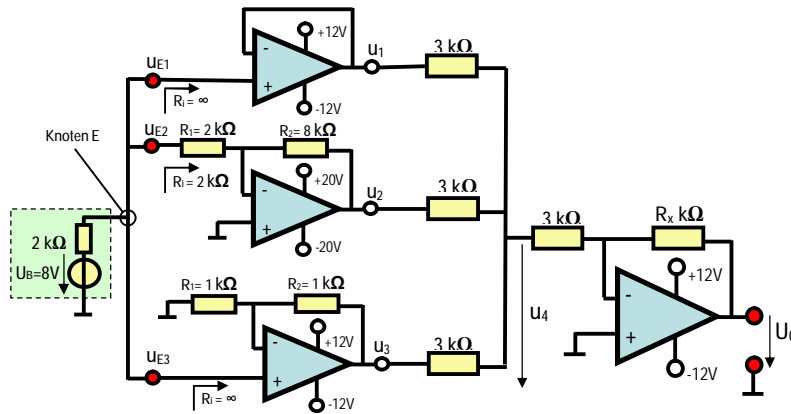 +12V
-
+
-12V
u₁
3 kΩ
uE1
Rᵢ = ∞
Knoten E
uE2
R₁= 2 kΩ
R₂= 8 kΩ
Rᵢ = 2 kΩ
+20V
-
+
-20V
u₂
3 kΩ
2 kΩ
UB=8V
3 kΩ
Rₓ kΩ
R₁= 1 kΩ
R₂= 1 kΩ
u₄
+12V
-
+
-12V
+12V
-
+
-12V
u₃
3 kΩ
uE3
Rᵢ = ∞